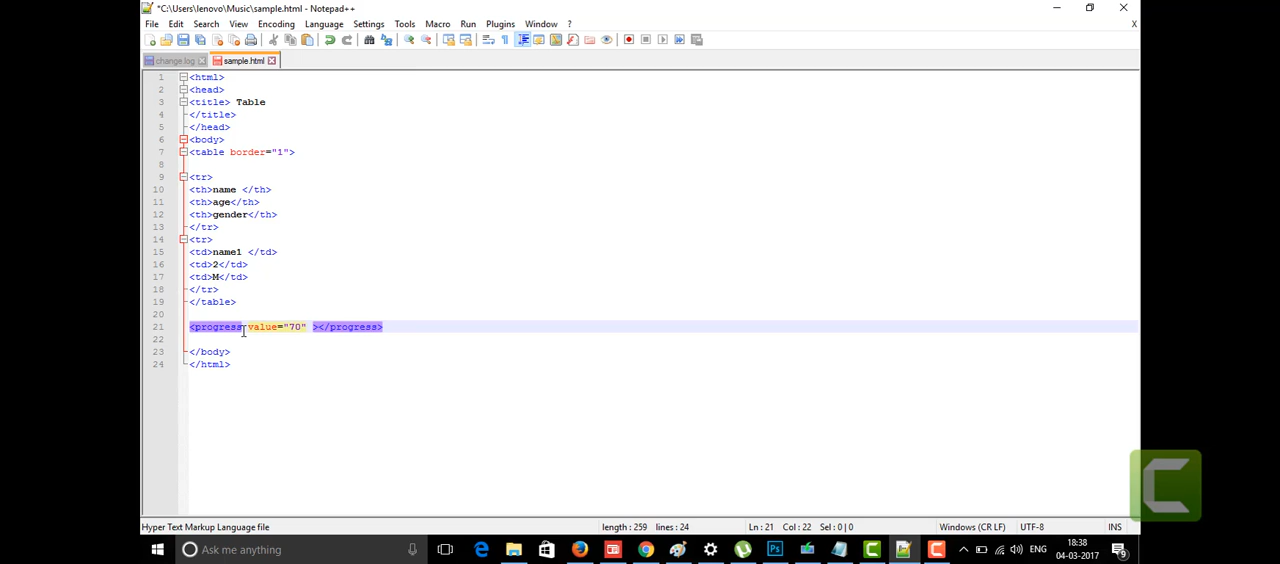 *C:\Users\lenovo\Music\sample.html - Notepad++
File Edit Search View Encoding Language Settings Tools Macro Run Plugins Window ? X
change.log sample.html
1 <html>
2 <head>
3 <title> Table
4 </title>
5 </head>
6 <body>
7 <table border="1">
8
9 <tr>
10 <th>name </th>
11 <th>age</th>
12 <th>gender</th>
13 </tr>
14 <tr>
15 <td>name1 </td>
16 <td>2</td>
17 <td>M</td>
18 </tr>
19 </table>
20
21 <progress value="70" ></progress>
22
23 </body>
24 </html>
Hyper Text Markup Language file length : 259 lines : 24 Ln : 21 Col : 22 Sel : 0 | 0 Windows (CR LF) UTF-8 INS
Ask me anything ENG 18:38
04-03-2017